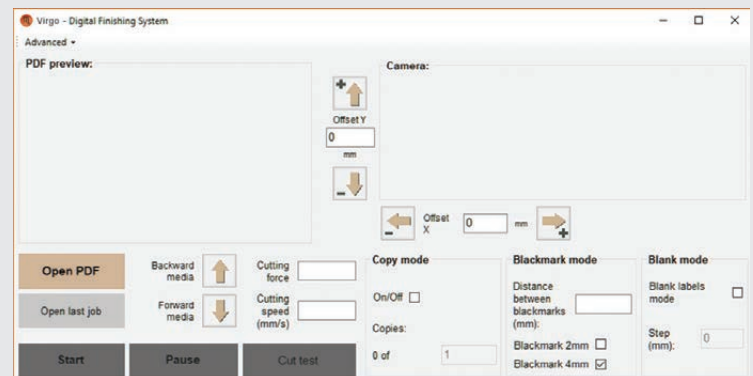 Virgo - Digital Finishing System
Advanced
PDF preview:
Camera:
+
Offset Y
0
mm
-
-
Offset
X
0
mm
+
Open PDF
Open last job
Backward
media
Forward
media
Cutting
force
Cutting
speed
(mm/s)
Start
Pause
Cut test
Copy mode
On/Off
Copies:
0 of
1
Blackmark mode
Distance
between
blackmarks
(mm):
Blackmark 2mm
Blackmark 4mm
Blank mode
Blank labels
mode
Step
(mm):
0